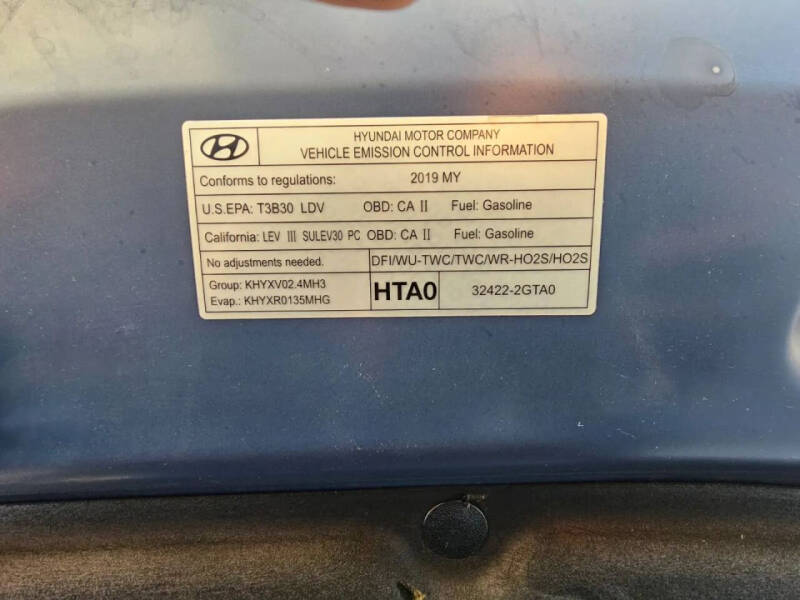 HYUNDAI MOTOR COMPANY
VEHICLE EMISSION CONTROL INFORMATION
Conforms to regulations: 2019 MY
U.S.EPA: T3B30 LDV OBD: CA II Fuel: Gasoline
California: LEV III SULEV30 PC OBD: CA II Fuel: Gasoline
No adjustments needed. DFI/WU-TWC/TWC/WR-HO2S/HO2S
Group: KHYXV02.4MH3
Evap.: KHYXR0135MHG
HTA0 32422-2GTA0